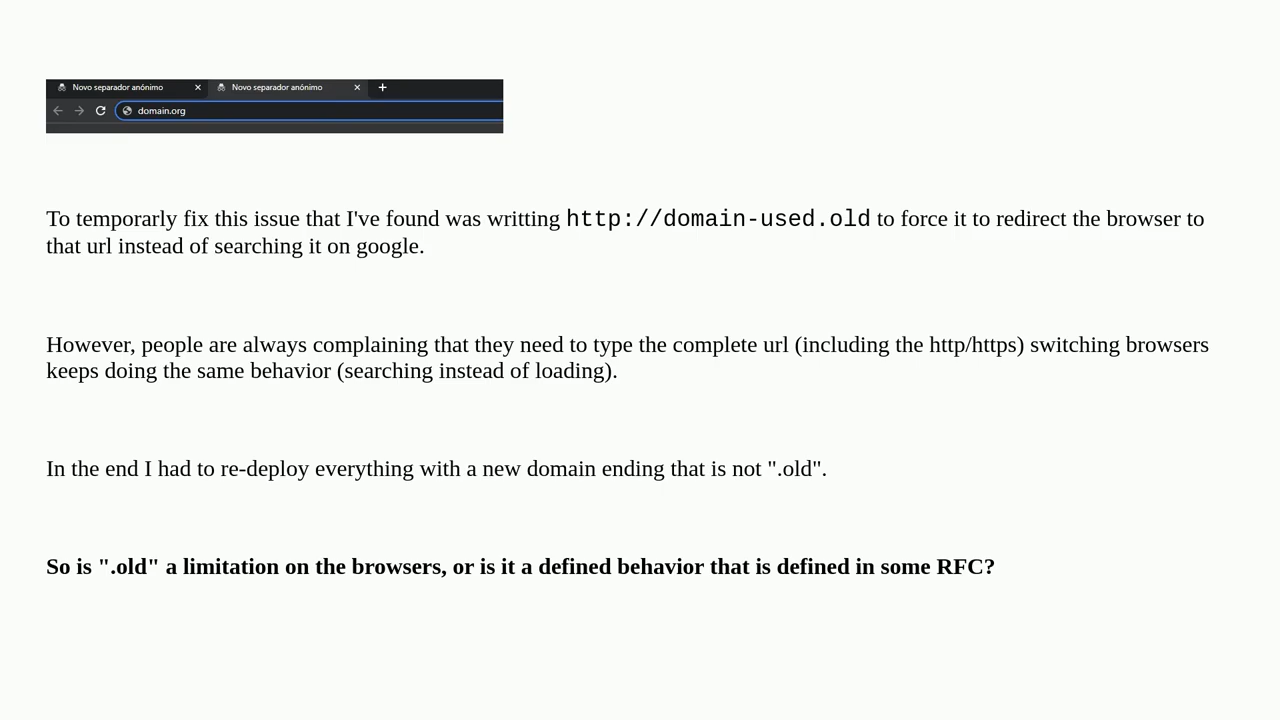 Novo separador anónimo
Novo separador anónimo
domain.org
To temporarly fix this issue that I've found was writting http://domain-used.old to force it to redirect the browser to
that url instead of searching it on google.
However, people are always complaining that they need to type the complete url (including the http/https) switching browsers
keeps doing the same behavior (searching instead of loading).
In the end I had to re-deploy everything with a new domain ending that is not ".old".
So is ".old" a limitation on the browsers, or is it a defined behavior that is defined in some RFC?